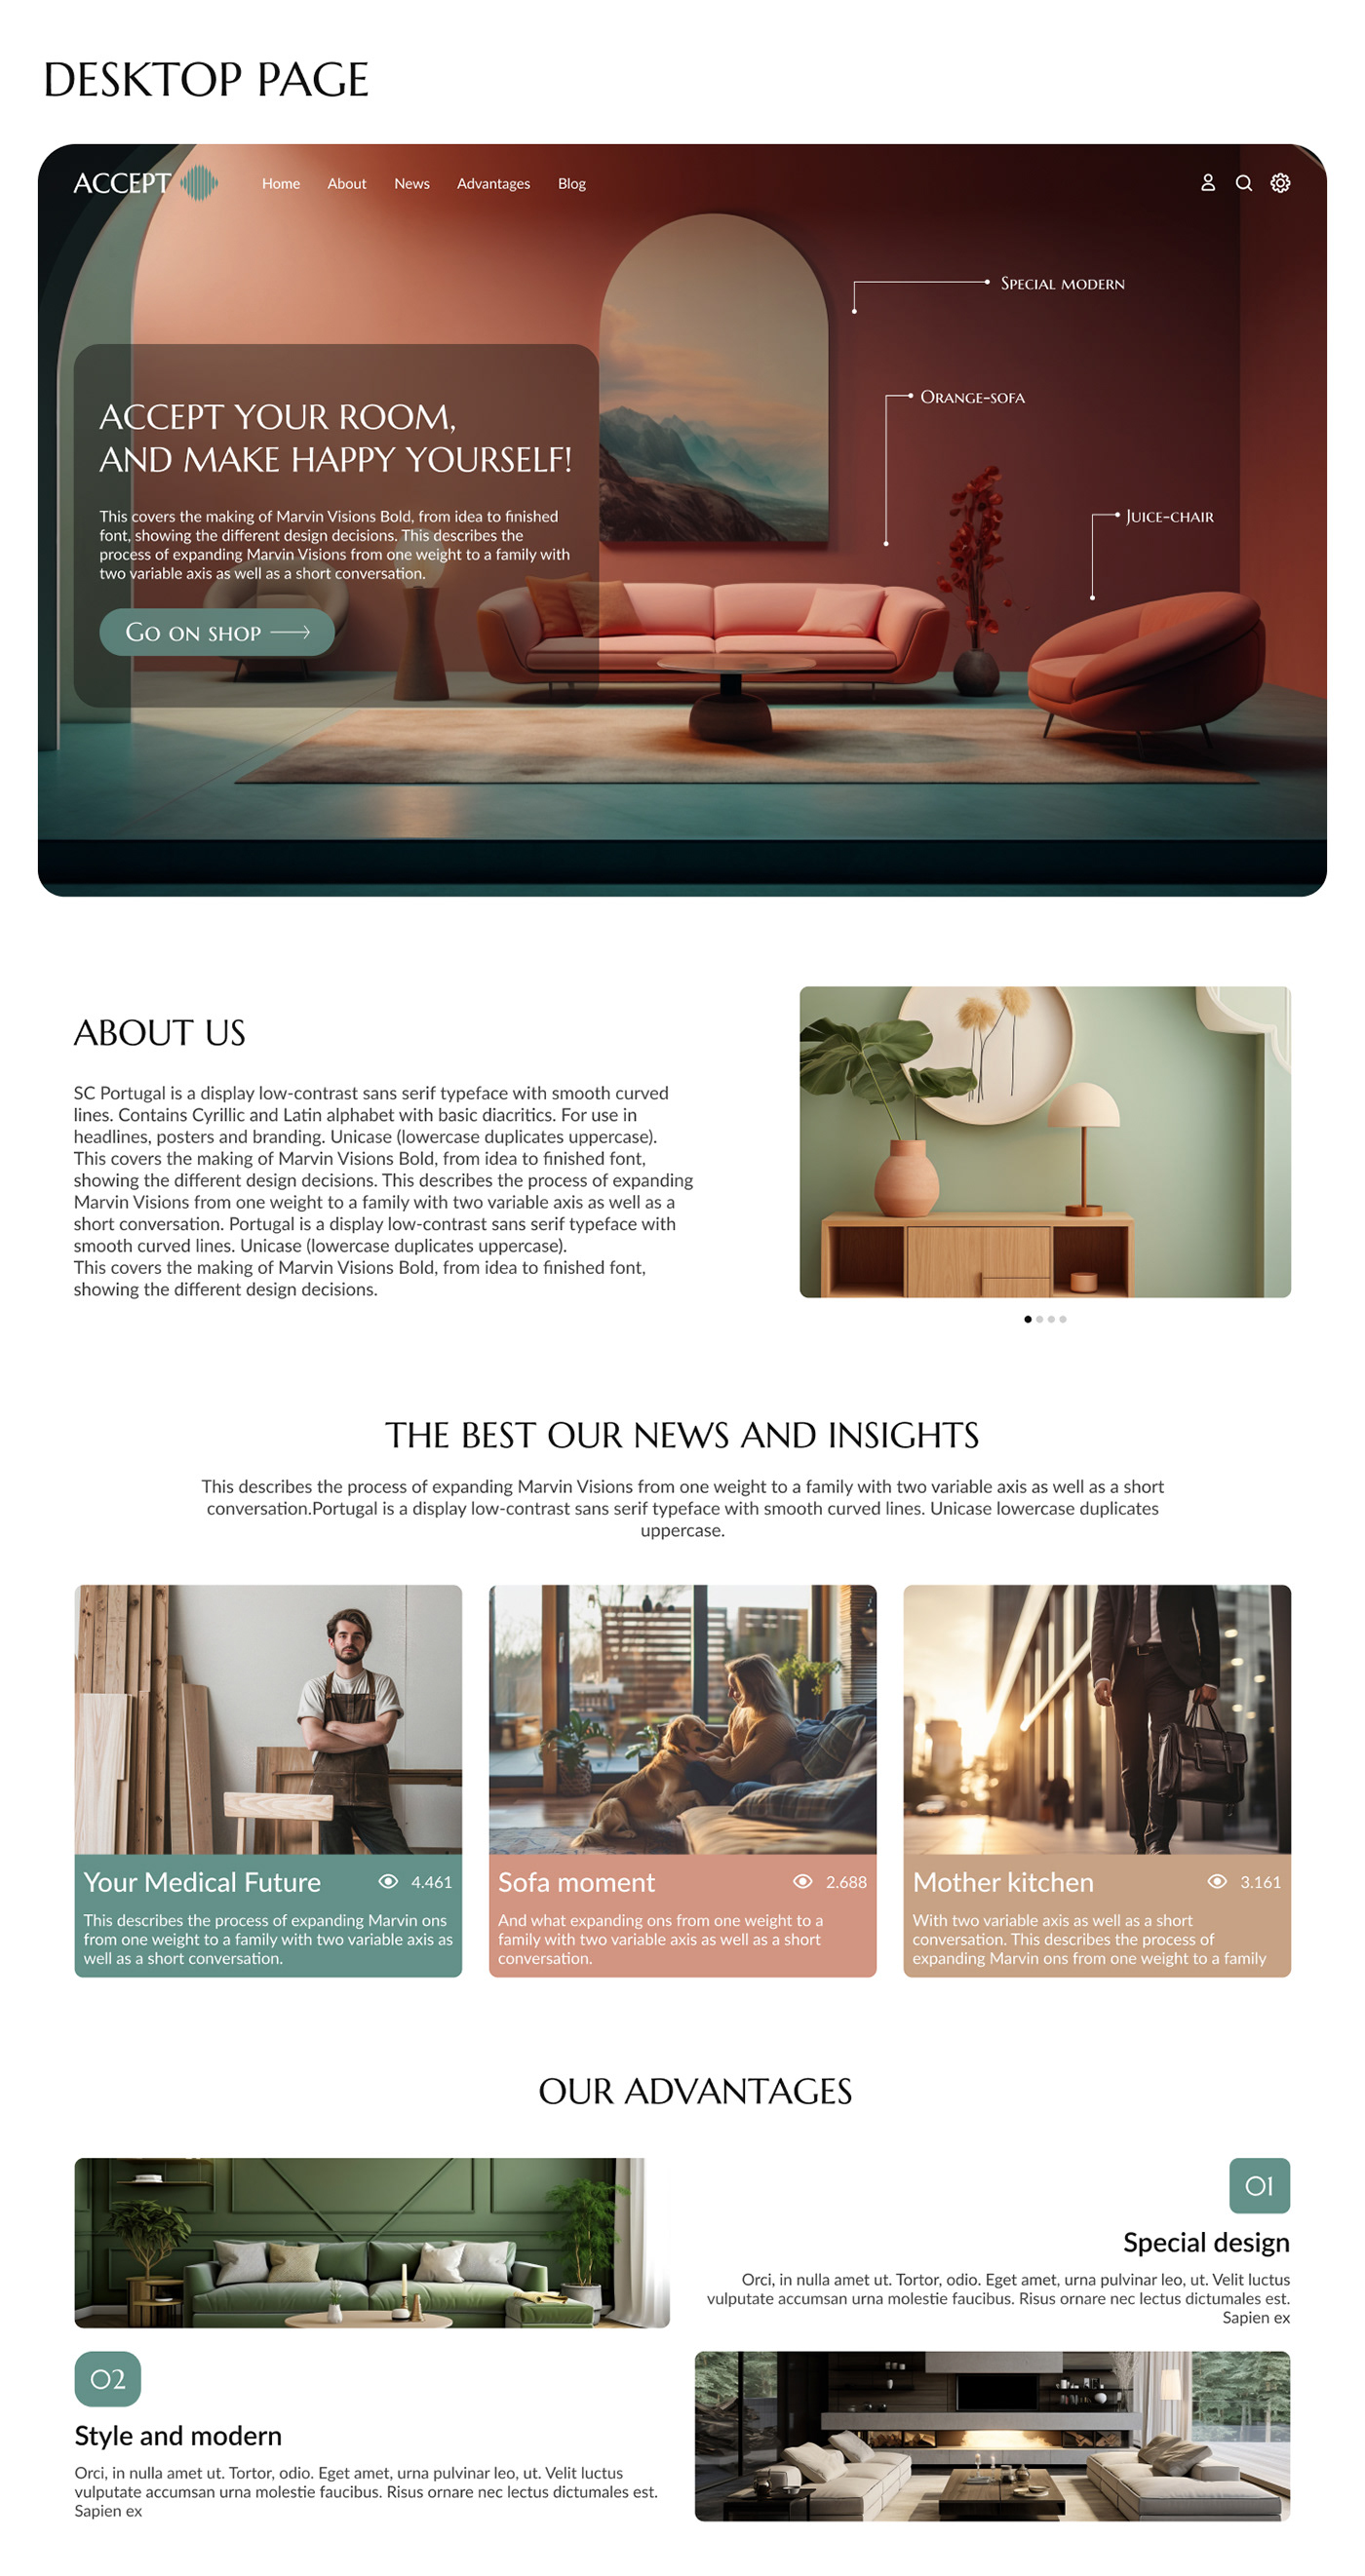 DESKTOP PAGE
ACCEPT
Home About News Advantages Blog
Special modern
Orange-sofa
Juice-chair
ACCEPT YOUR ROOM,
AND MAKE HAPPY YOURSELF!
This covers the making of Marvin Visions Bold, from idea to finished
font, showing the different design decisions. This describes the
process of expanding Marvin Visions from one weight to a family with
two variable axis as well as a short conversation.
Go on shop
ABOUT US
SC Portugal is a display low-contrast sans serif typeface with smooth curved
lines. Contains Cyrillic and Latin alphabet with basic diacritics. For use in
headlines, posters and branding. Unicase (lowercase duplicates uppercase).
This covers the making of Marvin Visions Bold, from idea to finished font,
showing the different design decisions. This describes the process of expanding
Marvin Visions from one weight to a family with two variable axis as well as a
short conversation. Portugal is a display low-contrast sans serif typeface with
smooth curved lines. Unicase (lowercase duplicates uppercase).
This covers the making of Marvin Visions Bold, from idea to finished font,
showing the different design decisions.
THE BEST OUR NEWS AND INSIGHTS
This describes the process of expanding Marvin Visions from one weight to a family with two variable axis as well as a short
conversation.Portugal is a display low-contrast sans serif typeface with smooth curved lines. Unicase lowercase duplicates
uppercase.
Your Medical Future 4.461
This describes the process of expanding Marvin ons
from one weight to a family with two variable axis as
well as a short conversation.
Sofa moment 2.688
And what expanding ons from one weight to a
family with two variable axis as well as a short
conversation.
Mother kitchen 3.161
With two variable axis as well as a short
conversation. This describes the process of
expanding Marvin ons from one weight to a family
OUR ADVANTAGES
01
Special design
Orci, in nulla amet ut. Tortor, odio. Eget amet, urna pulvinar leo, ut. Velit luctus
vulputate accumsan urna molestie faucibus. Risus ornare nec lectus dictumales est.
Sapien ex
02
Style and modern
Orci, in nulla amet ut. Tortor, odio. Eget amet, urna pulvinar leo, ut. Velit luctus
vulputate accumsan urna molestie faucibus. Risus ornare nec lectus dictumales est.
Sapien ex